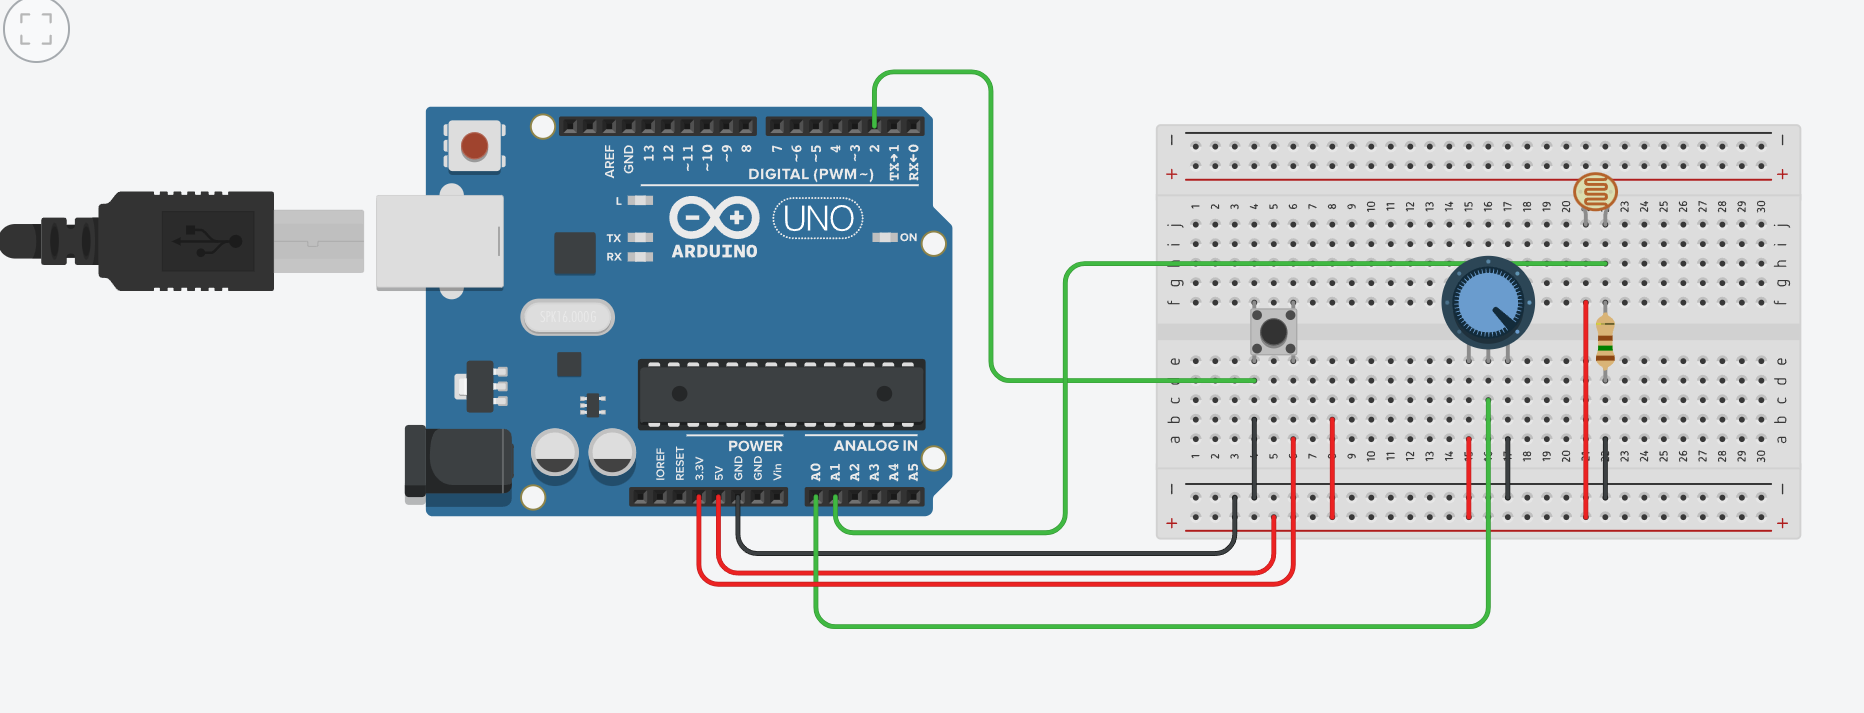 AREF
GND
13
12
~11
~10
~9
8
7
~6
~5
4
~3
2
TX→1
RX←0
DIGITAL (PWM~)
L
TX
RX
ARDUINO
UNO
ON
SPK16.000G
POWER
ANALOG IN
IOREF
RESET
3.3V
5V
GND
GND
Vin
A0
A1
A2
A3
A4
A5
− −
+ +
1 2 3 4 5 6 7 8 9 10 11 12 13 14 15 16 17 18 19 20 23 24 25 26 27 28 29 30
j j
i i
h h
g g
f f
e e
d
c c
b b
a a
1 2 3 4 5 6 7 8 9 10 11 12 13 14 15 16 17 18 19 20 21 22 23 24 25 26 27 28 29 30
− −
+ +